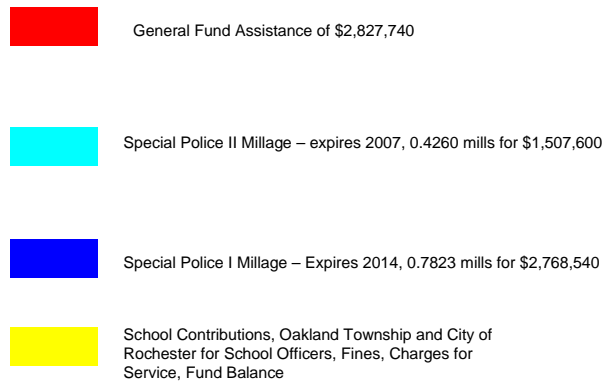 General Fund Assistance of $2,827,740
Special Police II Millage – expires 2007, 0.4260 mills for $1,507,600
Special Police I Millage – Expires 2014, 0.7823 mills for $2,768,540
School Contributions, Oakland Township and City of
Rochester for School Officers, Fines, Charges for
Service, Fund Balance